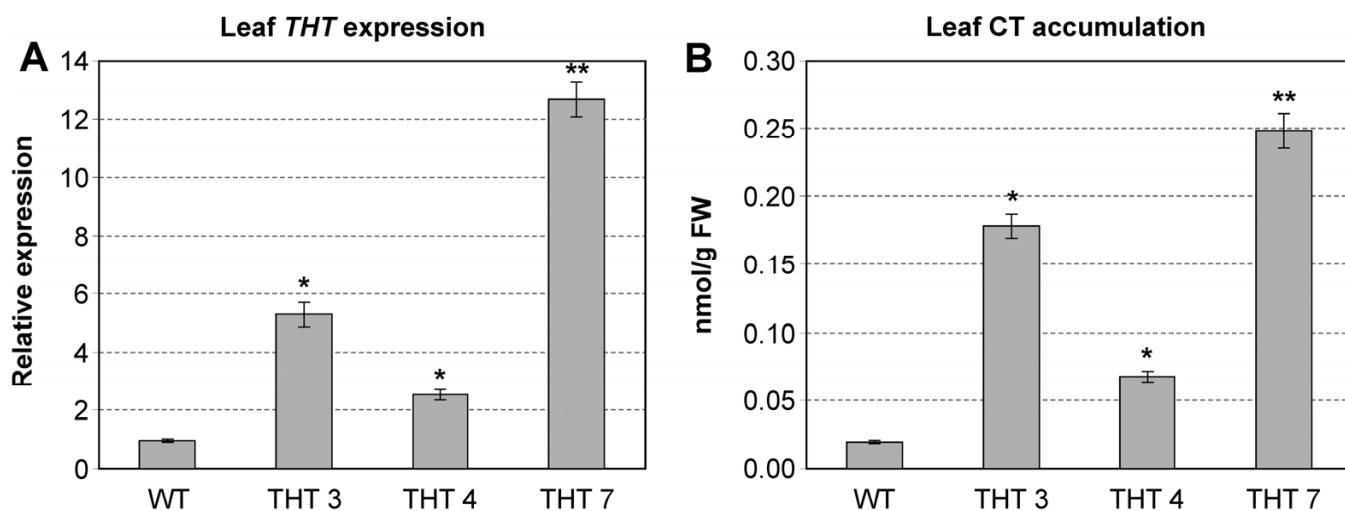 A
Leaf THT expression
Relative expression
14
12
10
8
6
4
2
0
*
*
**
WT
THT 3
THT 4
THT 7
B
Leaf CT accumulation
nmol/g FW
0.30
0.25
0.20
0.15
0.10
0.05
0.00
*
*
**
WT
THT 3
THT 4
THT 7